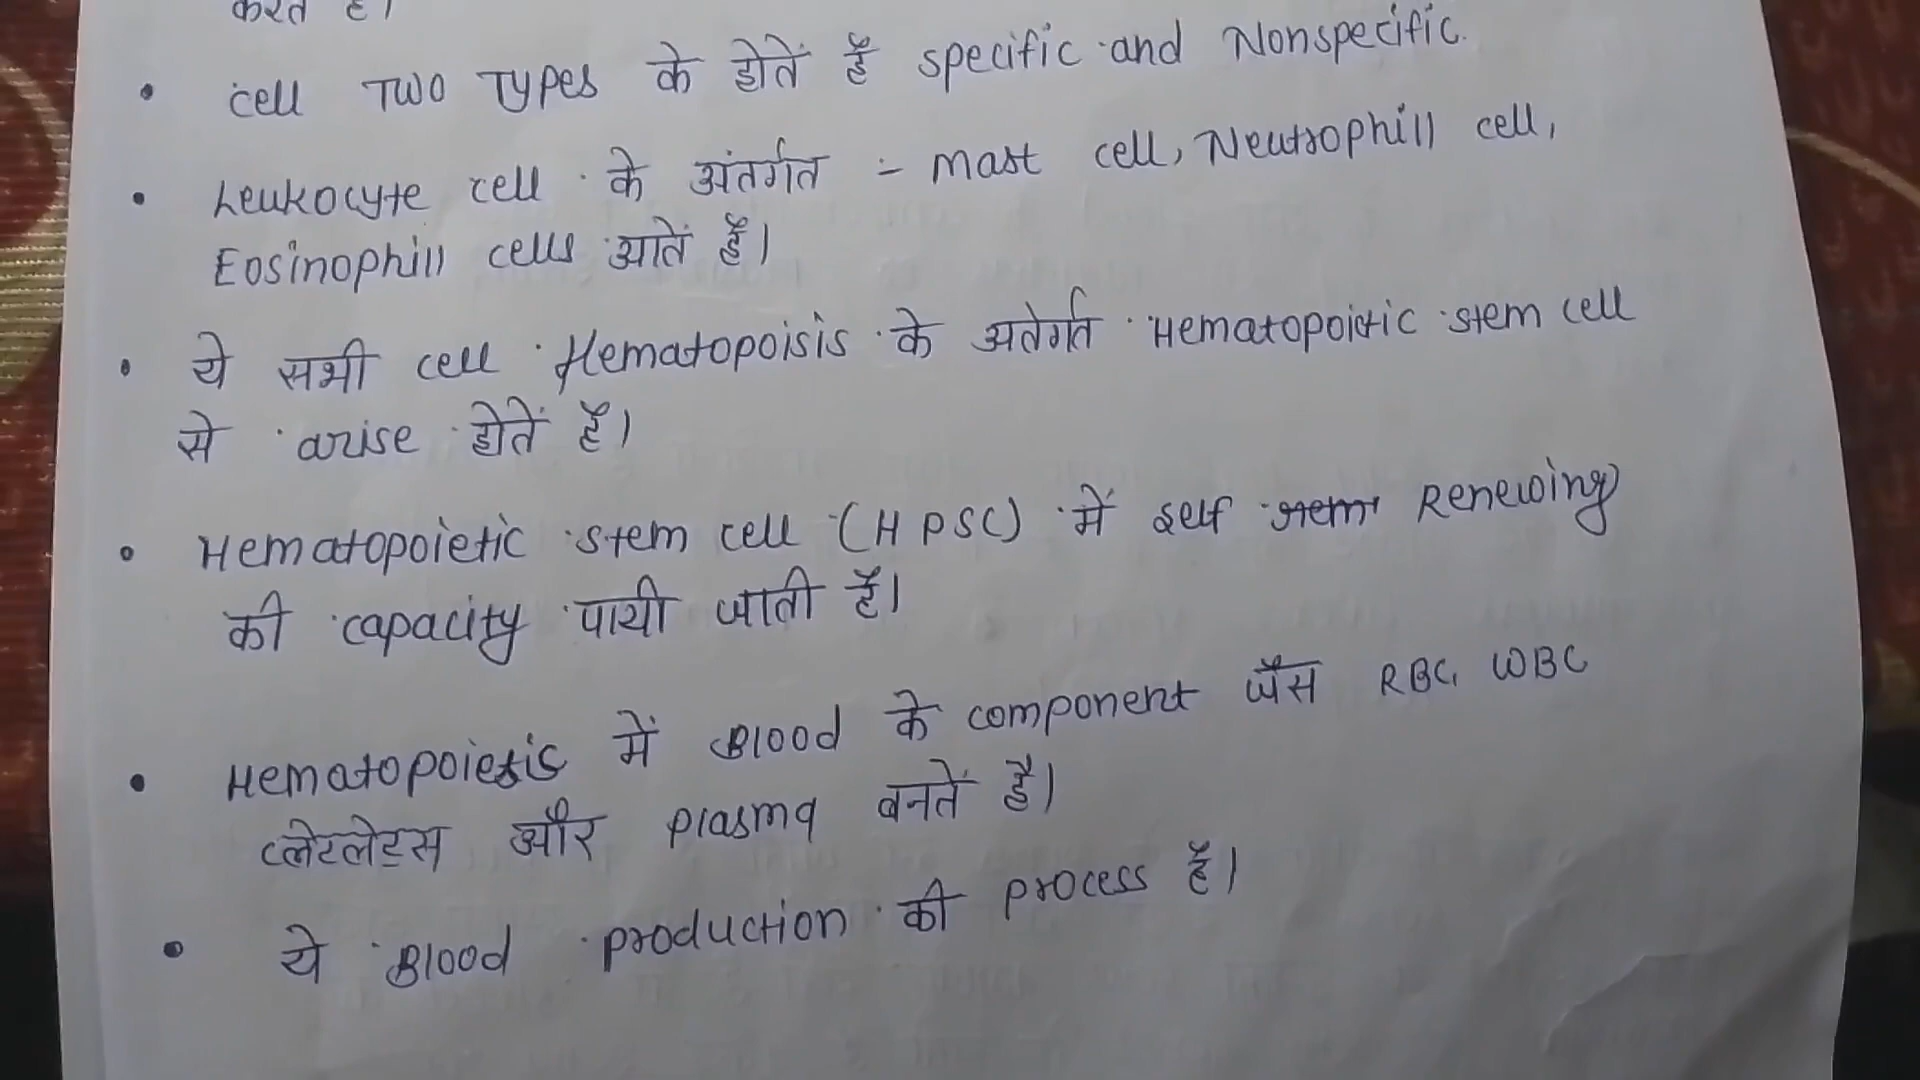 करते है।
• cell TWO Types के होतें हैं specific and Nonspecific.
• Leukocyte cell के अंतर्गत :- mast cell, Neutrophill cell,
Eosinophill cells आतें हैं।
• ये सभी cell Hematopoisis के अतेर्गत Hematopoietic stem cell
से arise होतें हैं।
• Hematopoietic stem cell (HPSC) में self Renewing
की capacity पायी जाती हैं।
• Hematopoiesis में Blood के component जैस RBC, WBC
प्लेटलेट्स और plasma बनतें है।
• ये Blood production की process हैं।